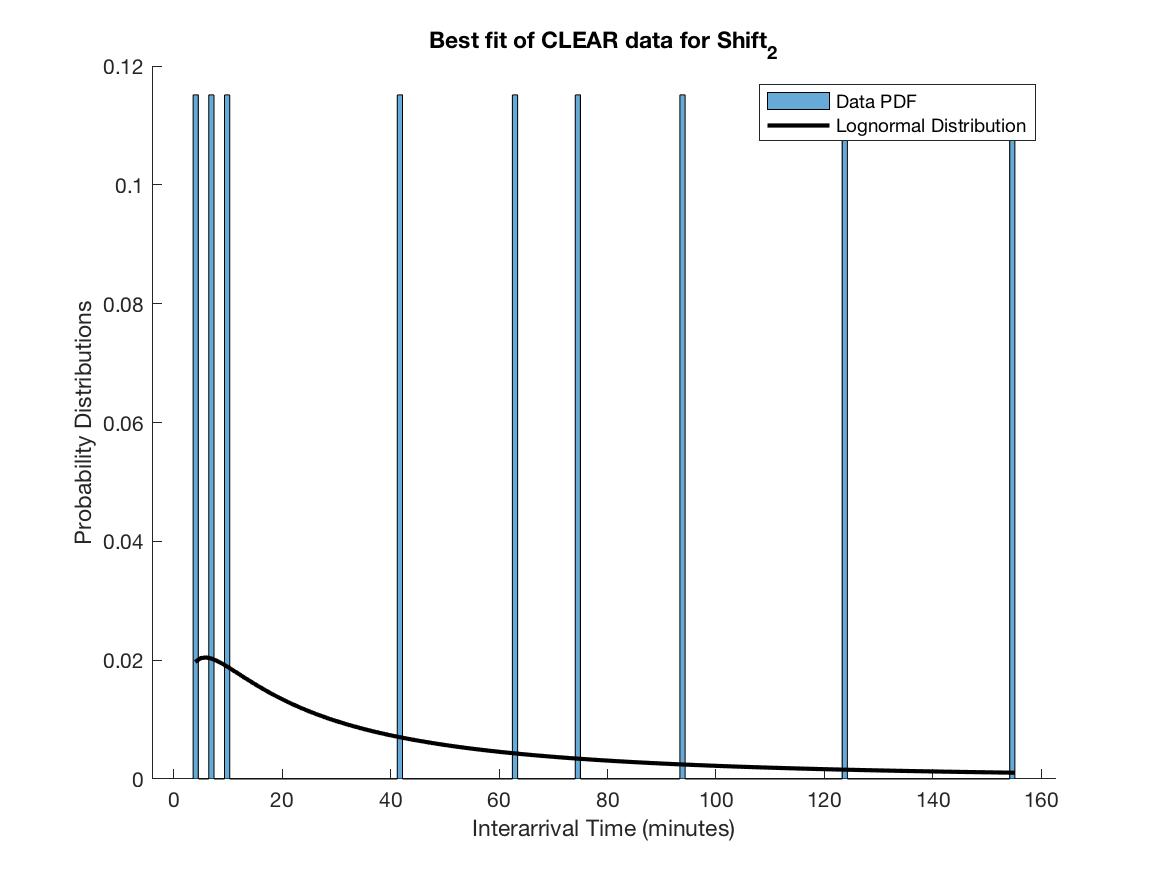 Best fit of CLEAR data for Shift2
Data PDF
Lognormal Distribution
0.12
0.1
0.08
0.06
0.04
0.02
0
Probability Distributions
0 20 40 60 80 100 120 140 160
Interarrival Time (minutes)